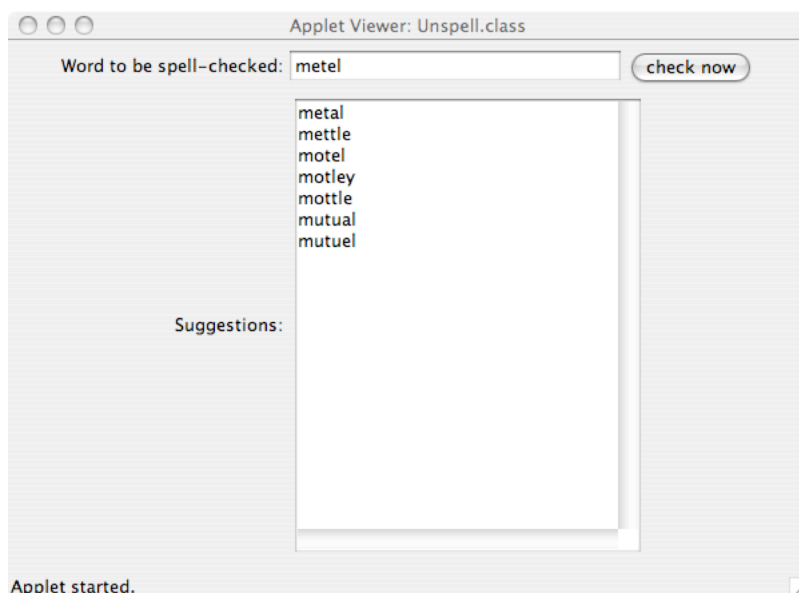 Applet Viewer: Unspell.class
Word to be spell-checked: metel check now
metal
mettle
motel
motley
mottle
mutual
mutuel
Suggestions:
Applet started.